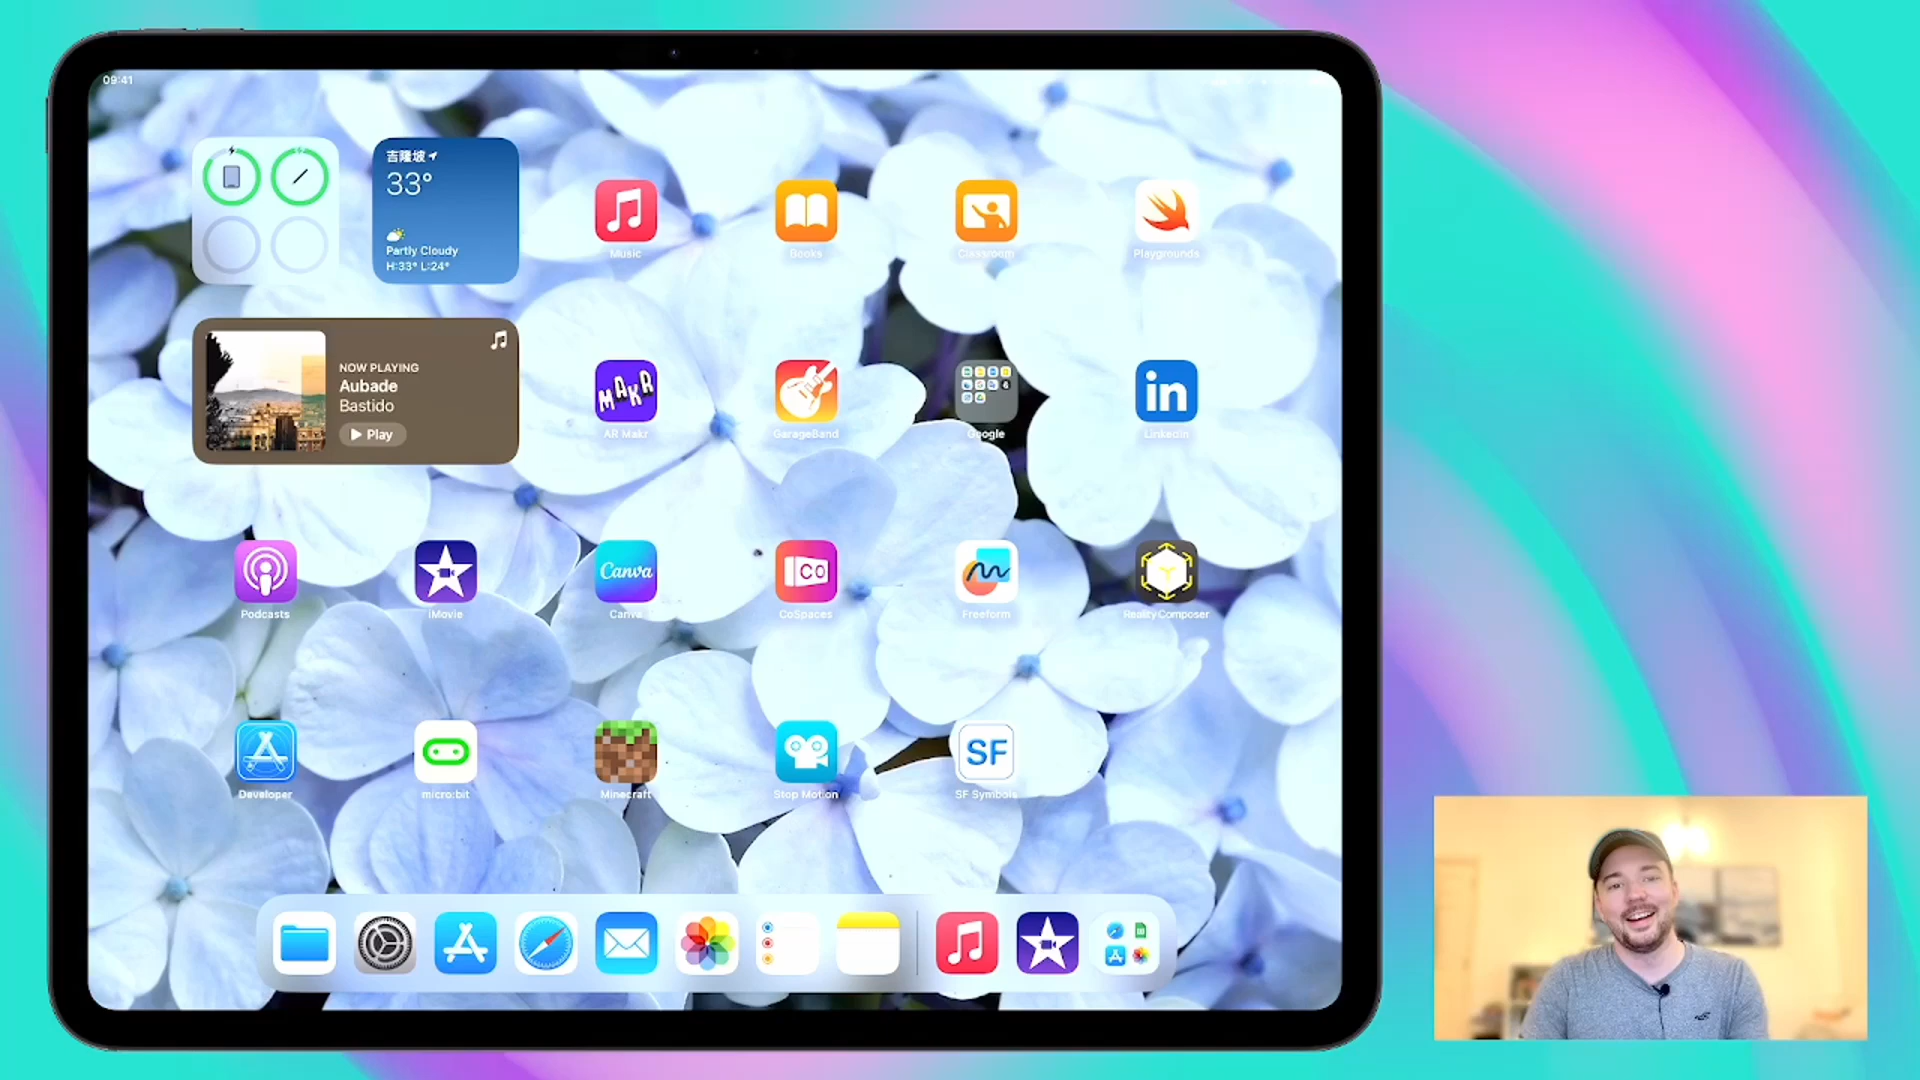 09:41
吉隆坡
33°
Partly Cloudy
H:33° L:24°
Music
Books
Classroom
Playgrounds
NOW PLAYING
Aubade
Bastido
Play
MAKR
AR Makr
GarageBand
Google
in
LinkedIn
Podcasts
iMovie
Canva
Canva
CO
CoSpaces
Freeform
Reality Composer
Developer
micro:bit
Minecraft
Stop Motion
SF
SF Symbols